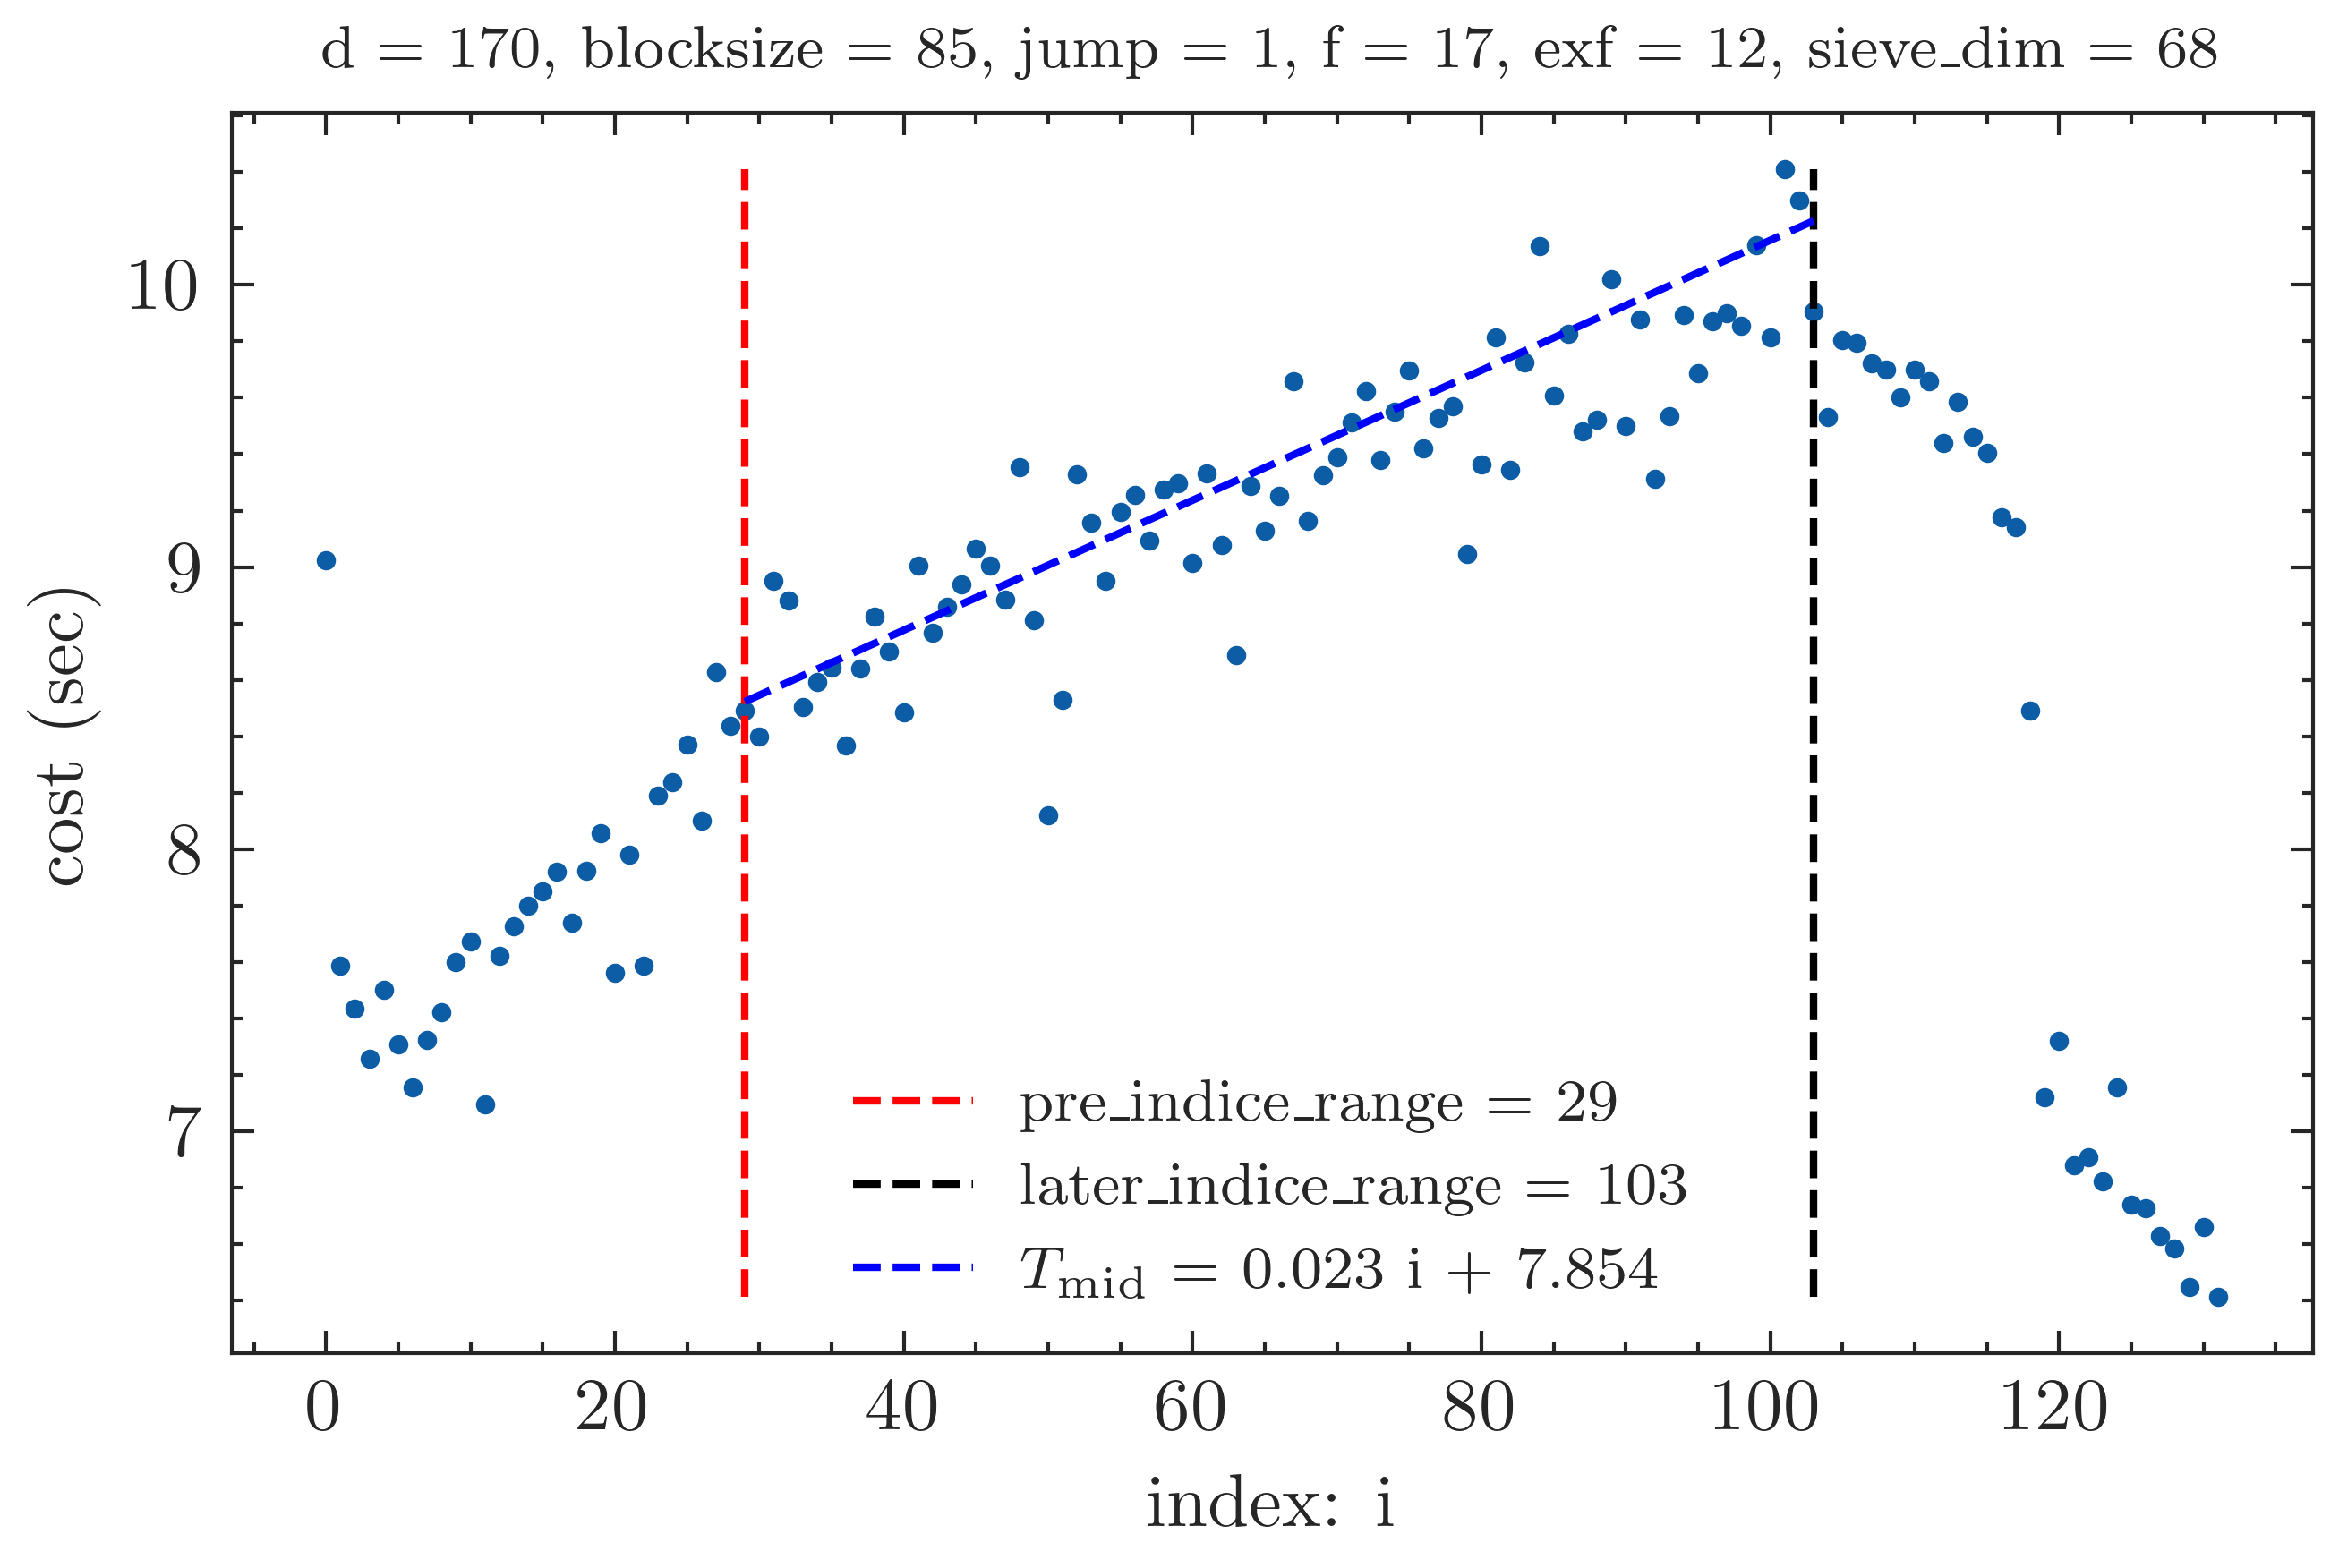 d = 170, blocksize = 85, jump = 1, f = 17, exf = 12, sieve_dim = 68
cost (sec)
10
9
8
7
pre_indice_range = 29
later_indice_range = 103
T_mid = 0.023 i + 7.854
0 20 40 60 80 100 120
index: i